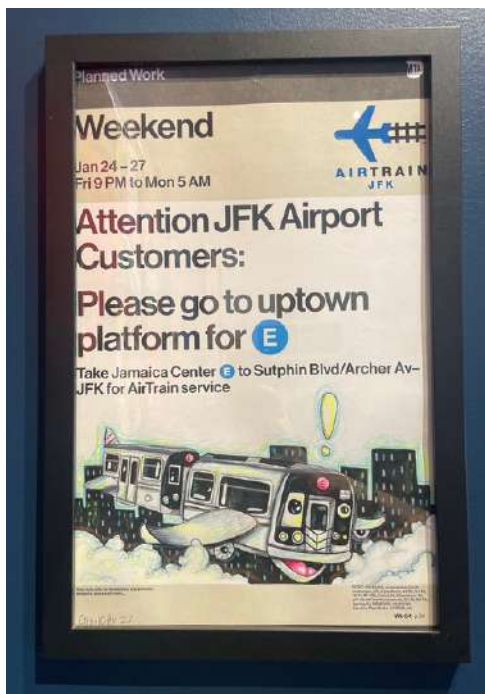 Planned Work
MTA
Weekend
Jan 24 – 27
Fri 9 PM to Mon 5 AM
AIRTRAIN
JFK
Attention JFK Airport
Customers:
Please go to uptown
platform for E
Take Jamaica Center E to Sutphin Blvd/Archer Av–
JFK for AirTrain service
!